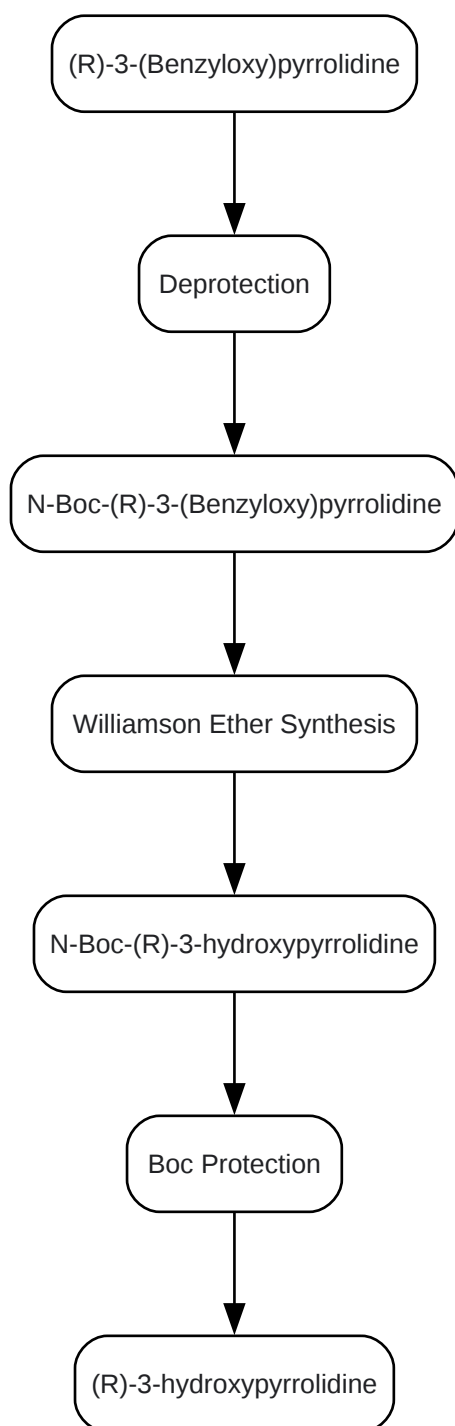 (R)-3-(Benzyloxy)pyrrolidine
Deprotection
N-Boc-(R)-3-(Benzyloxy)pyrrolidine
Williamson Ether Synthesis
N-Boc-(R)-3-hydroxypyrrolidine
Boc Protection
(R)-3-hydroxypyrrolidine